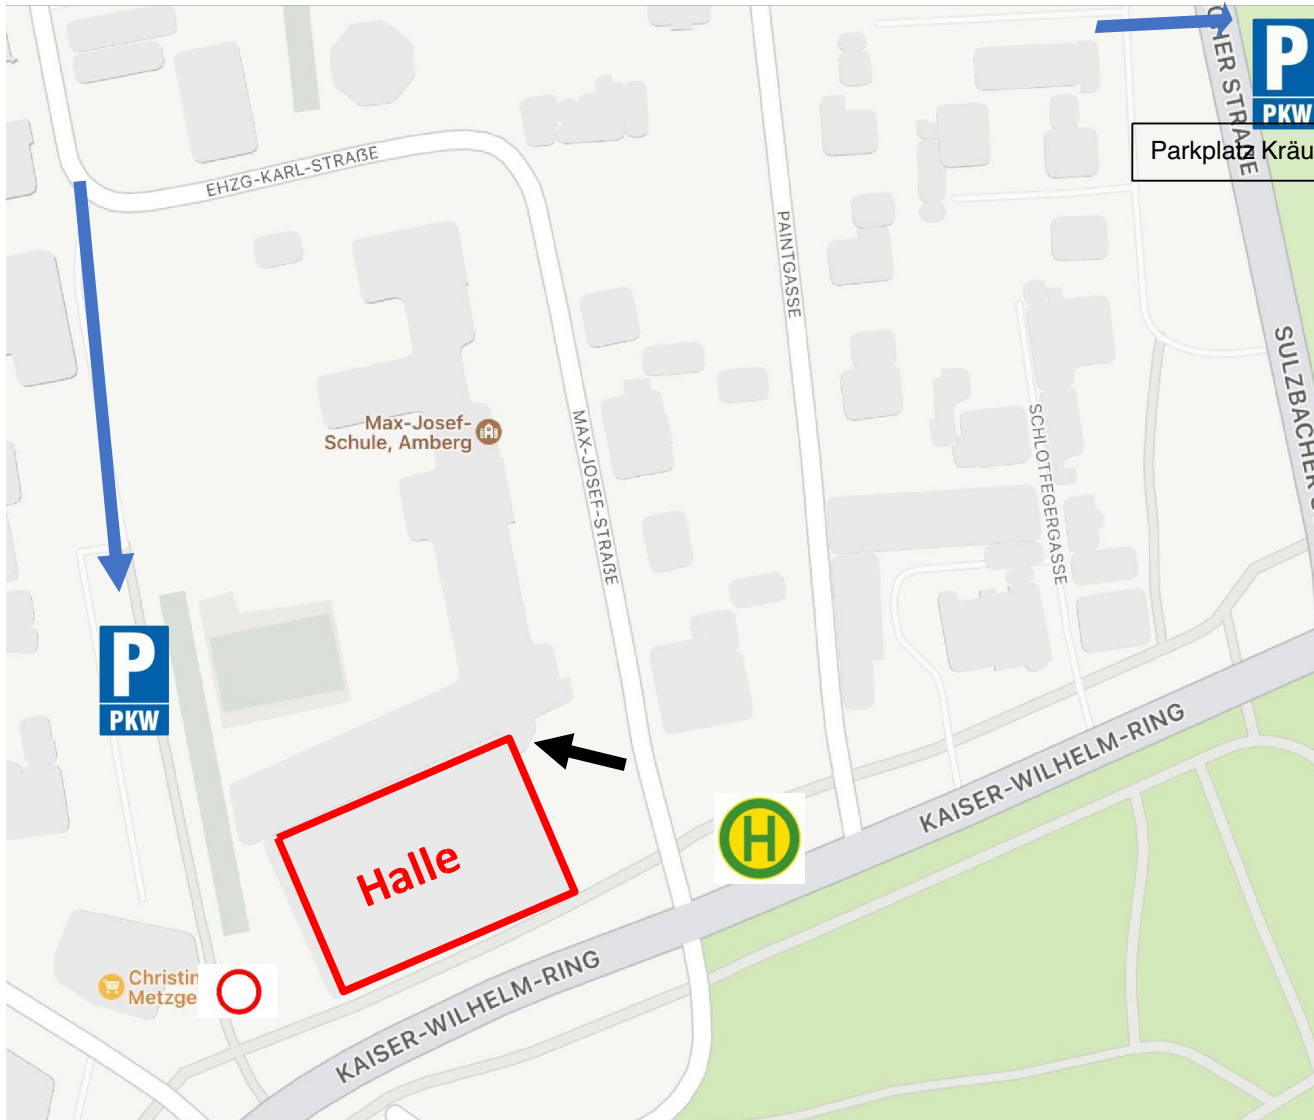 P
PKW
Parkplatz Kräu
EHZG-KARL-STRAßE
PAINTGASSE
SULZBACHER
Max-Josef-
Schule, Amberg
MAX-JOSEF-STRAßE
SCHLOTFEGERGASSE
P
PKW
KAISER-WILHELM-RING
H
Halle
Christin
Metzge
KAISER-WILHELM-RING